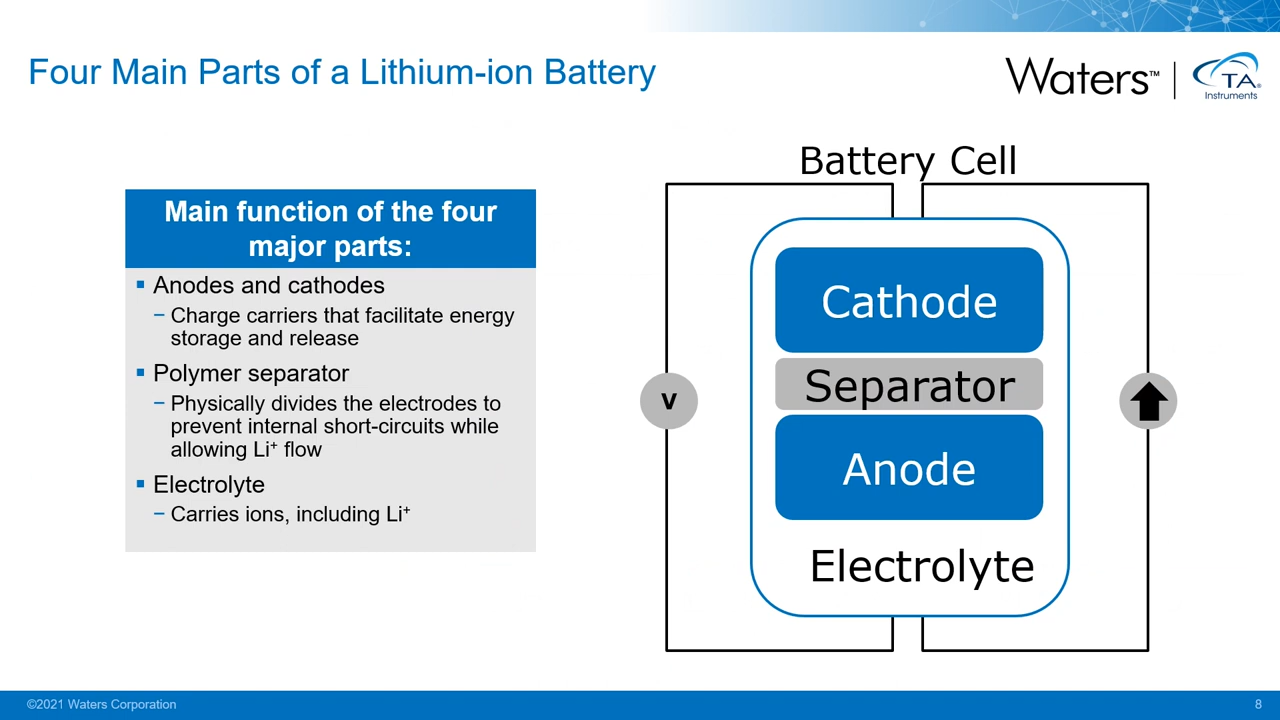 Four Main Parts of a Lithium-ion Battery
Waters™
TA®
Instruments
Main function of the four
major parts:
▪ Anodes and cathodes
− Charge carriers that facilitate energy
storage and release
▪ Polymer separator
− Physically divides the electrodes to
prevent internal short-circuits while
allowing Li⁺ flow
▪ Electrolyte
− Carries ions, including Li⁺
Battery Cell
Cathode
Separator
Anode
Electrolyte
V
©2021 Waters Corporation
8